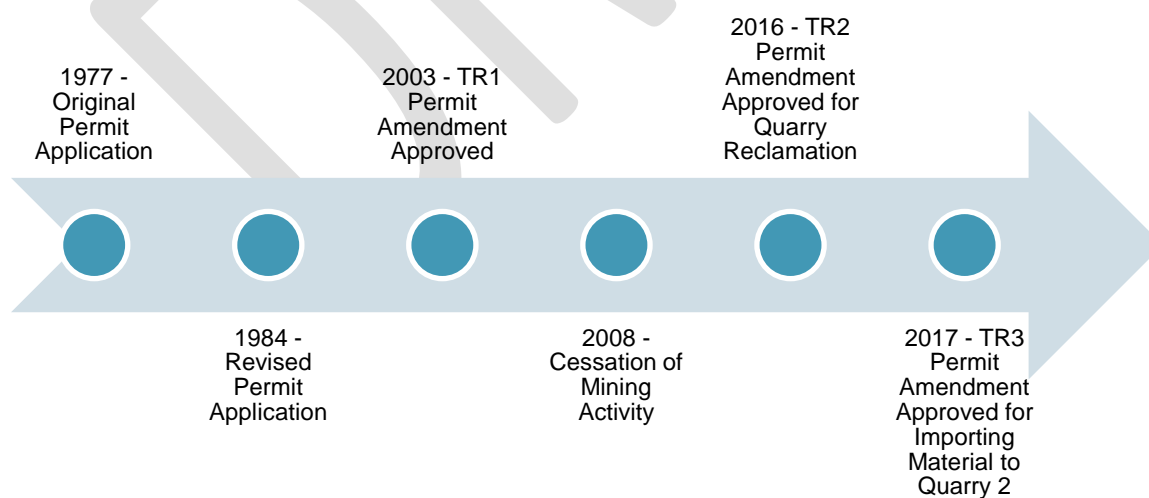 1977 -
Original
Permit
Application
1984 -
Revised
Permit
Application
2003 - TR1
Permit
Amendment
Approved
2008 -
Cessation of
Mining
Activity
2016 - TR2
Permit
Amendment
Approved for
Quarry
Reclamation
2017 - TR3
Permit
Amendment
Approved for
Importing
Material to
Quarry 2